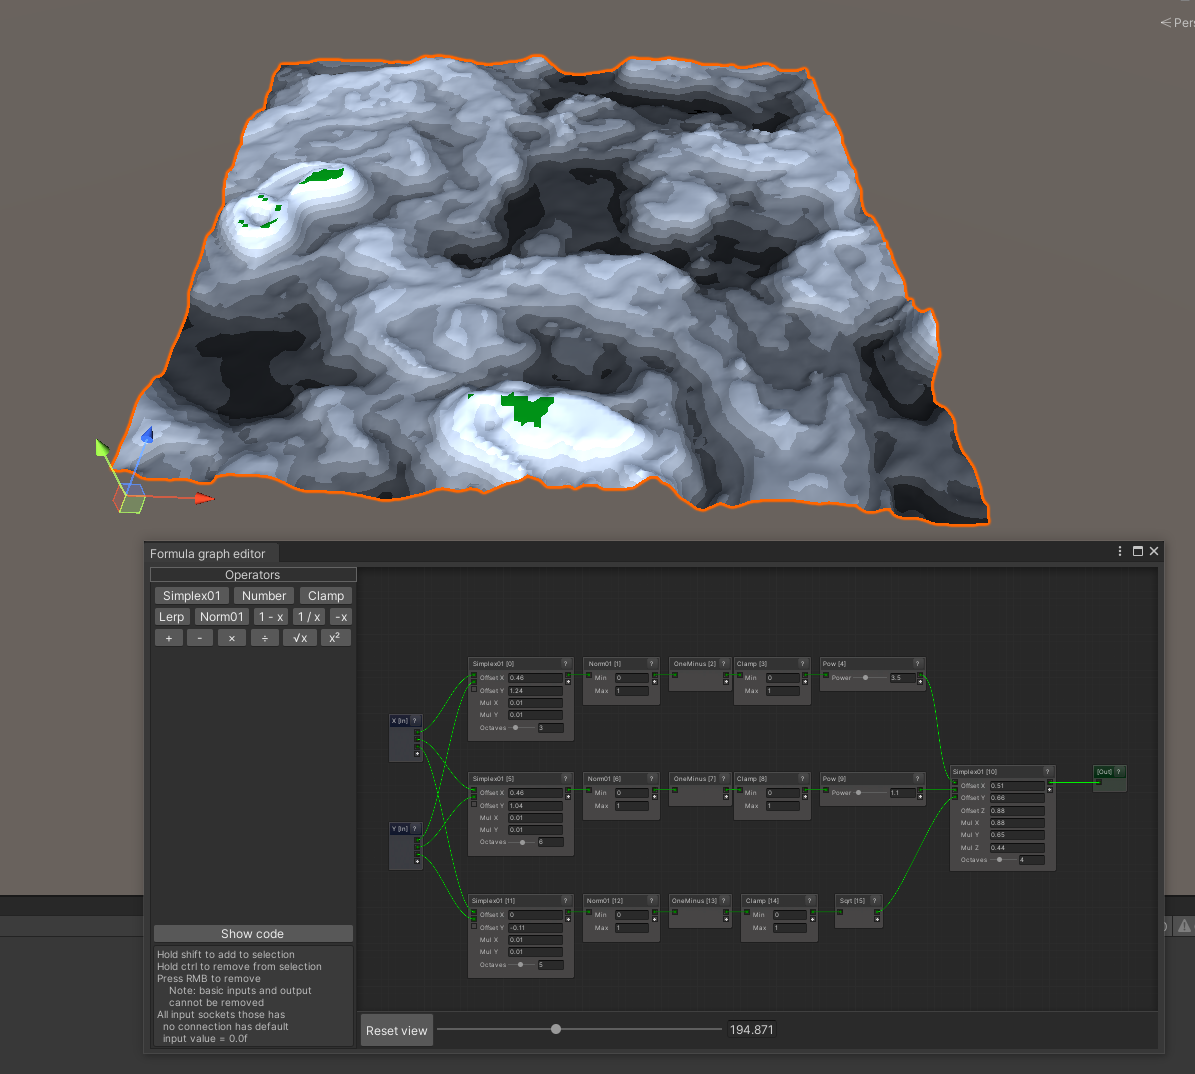 Pers
Formula graph editor
Operators
Simplex01 Number Clamp
Lerp Norm01 1 - x 1 / x -x
+ - × ÷ √x x²
Simplex01 [0] ?
Offset X 0.46
Offset Y 1.24
Mul X 0.01
Mul Y 0.01
Octaves 3
Norm01 [1] ?
Min 0
Max 1
OneMinus [2] ?
Clamp [3] ?
Min 0
Max 1
Pow [4] ?
Power 3.5
X [In] ?
Simplex01 [5] ?
Offset X 0.46
Offset Y 1.04
Mul X 0.01
Mul Y 0.01
Octaves 6
Norm01 [6] ?
Min 0
Max 1
OneMinus [7] ?
Clamp [8] ?
Min 0
Max 1
Pow [9] ?
Power 1.1
Simplex01 [10] ?
Offset X 0.51
Offset Y 0.66
Offset Z 0.88
Mul X 0.88
Mul Y 0.65
Mul Z 0.44
Octaves 4
[Out] ?
Y [In] ?
Simplex01 [11] ?
Offset X 0
Offset Y -0.11
Mul X 0.01
Mul Y 0.01
Octaves 5
Norm01 [12] ?
Min 0
Max 1
OneMinus [13] ?
Clamp [14] ?
Min 0
Max 1
Sqrt [15] ?
Show code
Hold shift to add to selection
Hold ctrl to remove from selection
Press RMB to remove
Note: basic inputs and output
cannot be removed
All input sockets those has
no connection has default
input value = 0.0f
Reset view 194.871